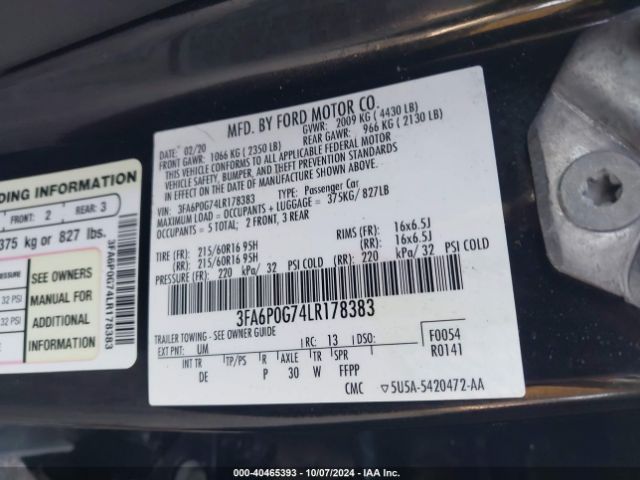 DING INFORMATION
FRONT: 2 REAR: 3
375 kg or 827 lbs.
PRESSURE
32 PSI
32 PSI
SEE OWNERS
MANUAL FOR
ADDITIONAL
INFORMATION
3FA6P0G74LR178383
MFD. BY FORD MOTOR CO.
DATE: 02/20 GVWR: 2009 KG (4430 LB)
FRONT GAWR: 1066 KG (2350 LB) REAR GAWR: 966 KG (2130 LB)
THIS VEHICLE CONFORMS TO ALL APPLICABLE FEDERAL MOTOR
VEHICLE SAFETY, BUMPER, AND THEFT PREVENTION STANDARDS
IN EFFECT ON THE DATE OF MANUFACTURE SHOWN ABOVE.
VIN: 3FA6P0G74LR178383 TYPE: Passenger Car
MAXIMUM LOAD = OCCUPANTS + LUGGAGE = 375KG/ 827LB
OCCUPANTS = 5 TOTAL: 2 FRONT, 3 REAR
TIRE (FR): 215/60R16 95H RIMS (FR): 16x6.5J
(RR): 215/60R16 95H (RR): 16x6.5J
PRESSURE (FR): 220 kPa/ 32 PSI COLD (RR): 220 kPa/ 32 PSI COLD
3FA6P0G74LR178383
TRAILER TOWING - SEE OWNER GUIDE
EXT PNT: UM RC: 13 DSO: F0054
INT TR TP/PS R AXLE TR SPR R0141
DE P 30 W FFPP
CMC ▽5U5A-5420472-AA
© - 40465393 - 10/07/2024 - IAA Inc.